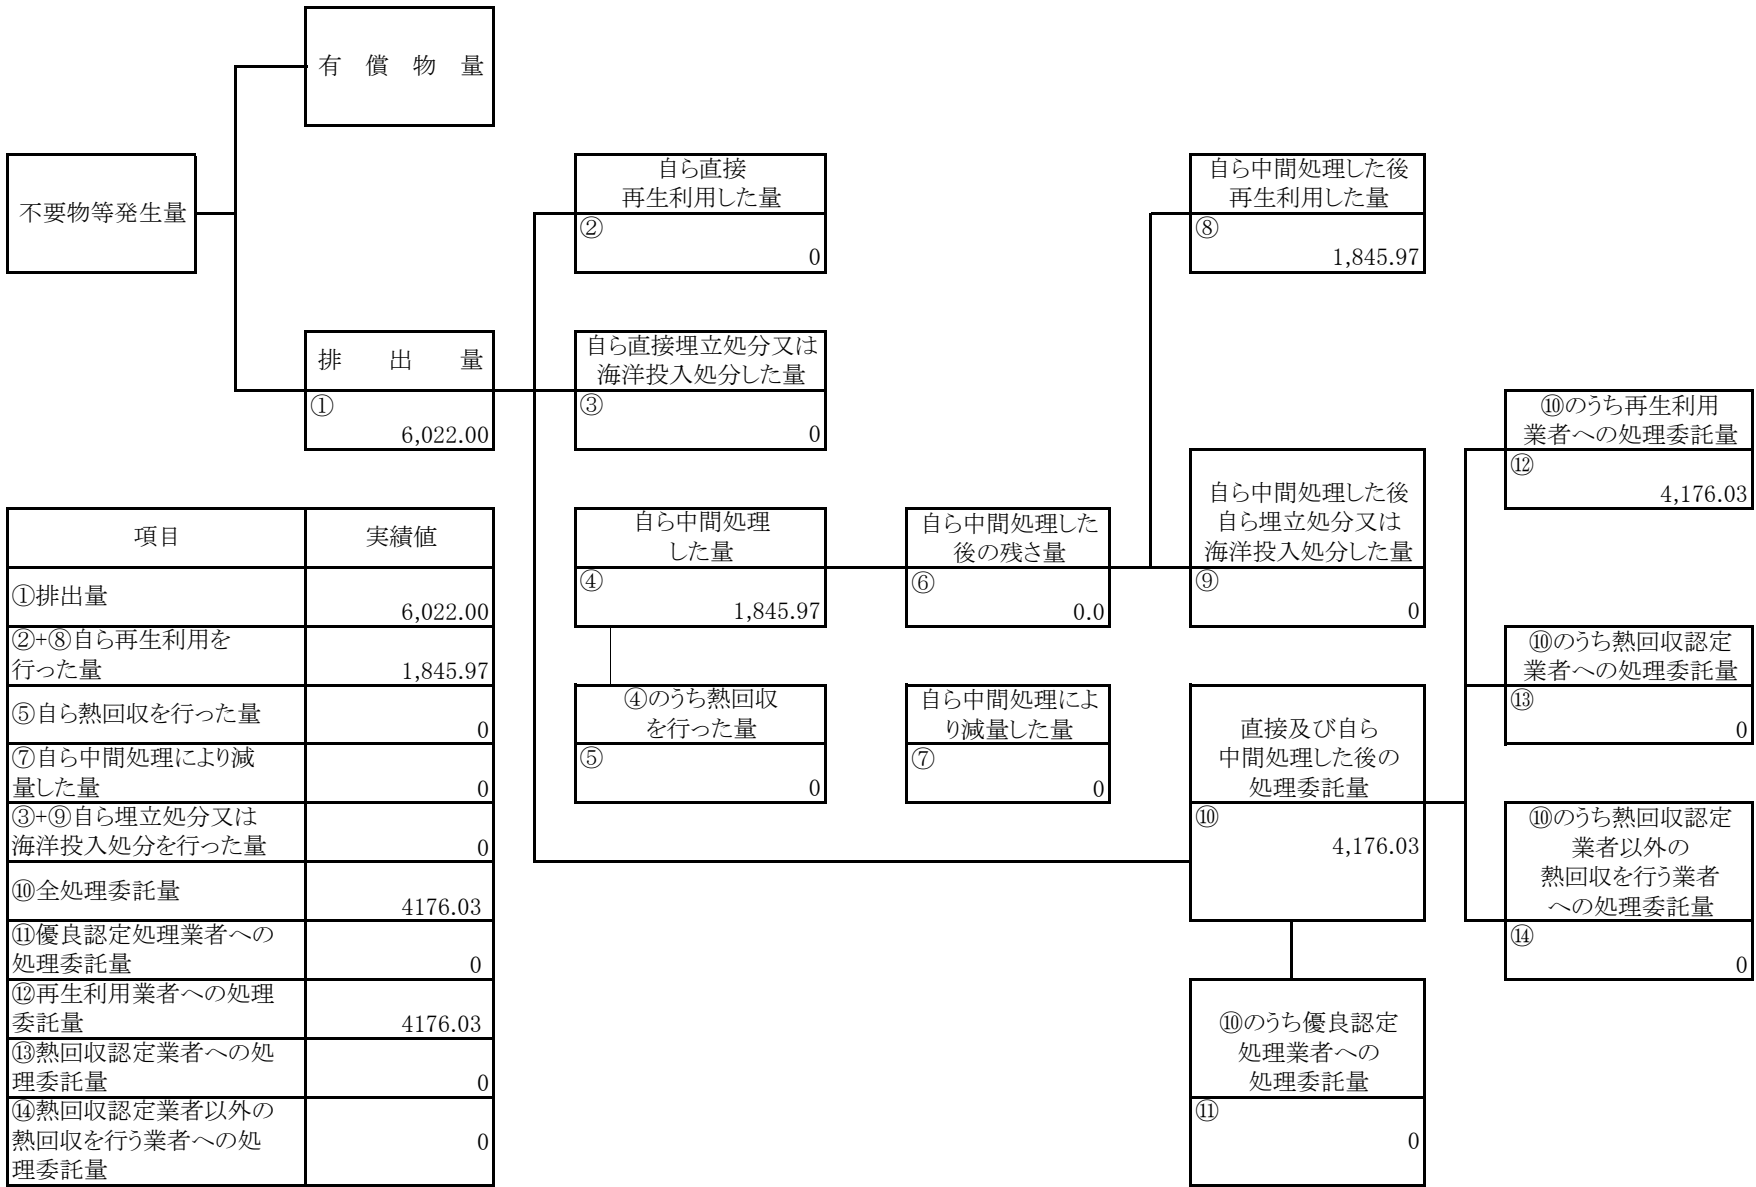 有 償 物 量
不要物等発生量
自ら直接
再生利用した量
②
0
自ら中間処理した後
再生利用した量
⑧
1,845.97
排 出 量
①
6,022.00
自ら直接埋立処分又は
海洋投入処分した量
③
0
⑩のうち再生利用
業者への処理委託量
⑫
4,176.03
自ら中間処理
した量
④
1,845.97
自ら中間処理した
後の残さ量
⑥
0.0
自ら中間処理した後
自ら埋立処分又は
海洋投入処分した量
⑨
0
⑩のうち熱回収認定
業者への処理委託量
⑬
0
④のうち熱回収
を行った量
⑤
0
自ら中間処理によ
り減量した量
⑦
0
直接及び自ら
中間処理した後の
処理委託量
⑩
4,176.03
⑩のうち熱回収認定
業者以外の
熱回収を行う業者
への処理委託量
⑭
0
⑩のうち優良認定
処理業者への
処理委託量
⑪
0
項目 実績値
①排出量
6,022.00
②+⑧自ら再生利用を
行った量
1,845.97
⑤自ら熱回収を行った量
0
⑦自ら中間処理により減
量した量
0
③+⑨自ら埋立処分又は
海洋投入処分を行った量
0
⑩全処理委託量
4176.03
⑪優良認定処理業者への
処理委託量
0
⑫再生利用業者への処理
委託量
4176.03
⑬熱回収認定業者への処
理委託量
0
⑭熱回収認定業者以外の
熱回収を行う業者への処
理委託量
0